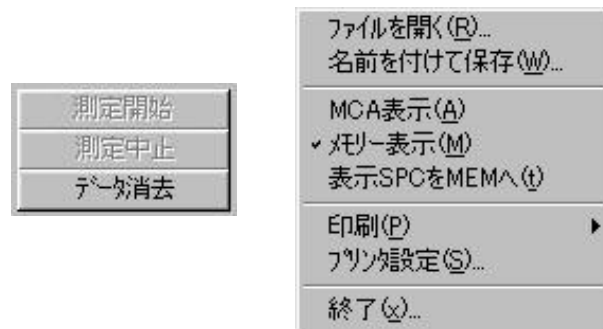 測定開始
測定中止
データ消去
ファイルを開く(R)...
名前を付けて保存(W)...
MCA表示(A)
メモリー表示(M)
表示SPCをMEMへ(t)
印刷(P)
プリンタ設定(S)...
終了(x)...